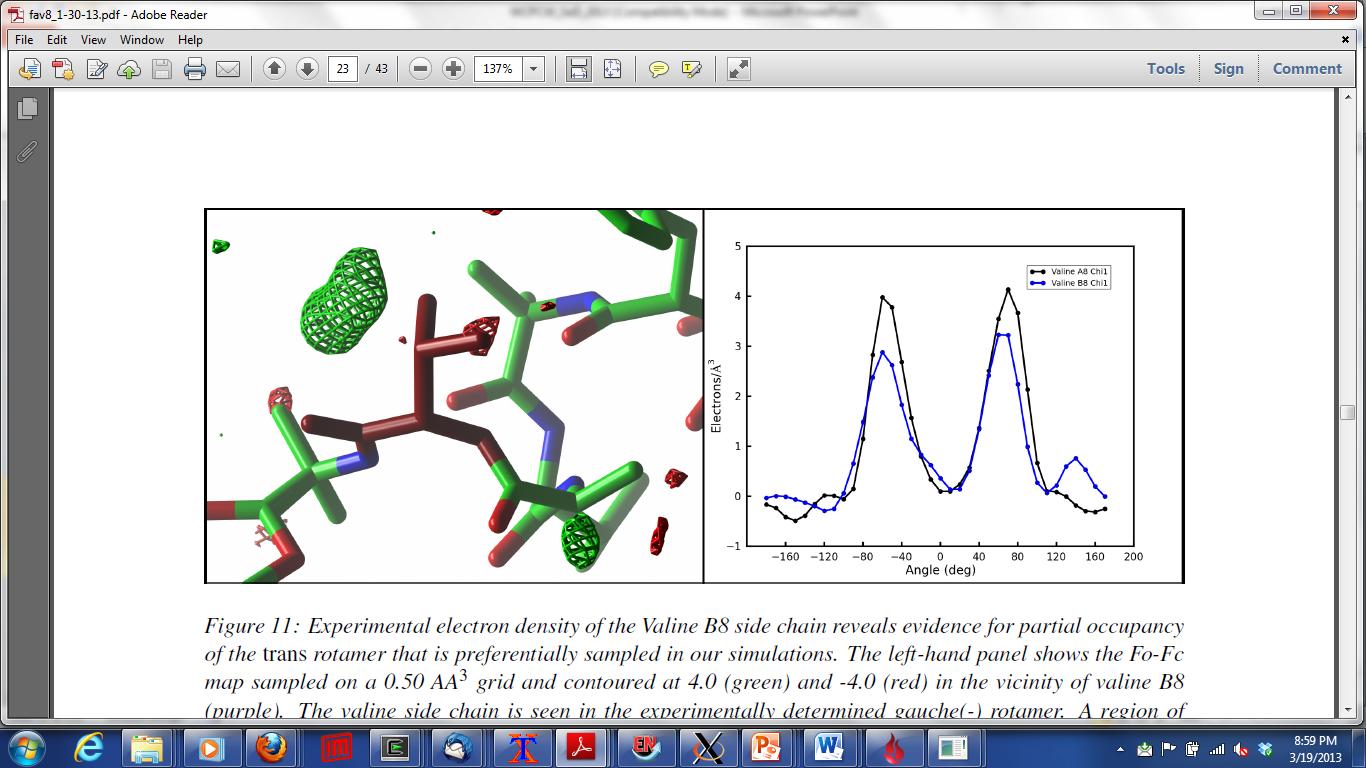 fav8_1-30-13.pdf - Adobe Reader
File Edit View Window Help
23 / 43 137% Tools Sign Comment
5
4
3
2
1
0
−1
Electrons/Å³
Valine A8 Chi1
Valine B8 Chi1
−160 −120 −80 −40 0 40 80 120 160 200
Angle (deg)
Figure 11: Experimental electron density of the Valine B8 side chain reveals evidence for partial occupancy
of the trans rotamer that is preferentially sampled in our simulations. The left-hand panel shows the Fo-Fc
map sampled on a 0.50 AA³ grid and contoured at 4.0 (green) and -4.0 (red) in the vicinity of valine B8
(purple). The valine side chain is seen in the experimentally determined gauche(-) rotamer. A region of
8:59 PM
3/19/2013